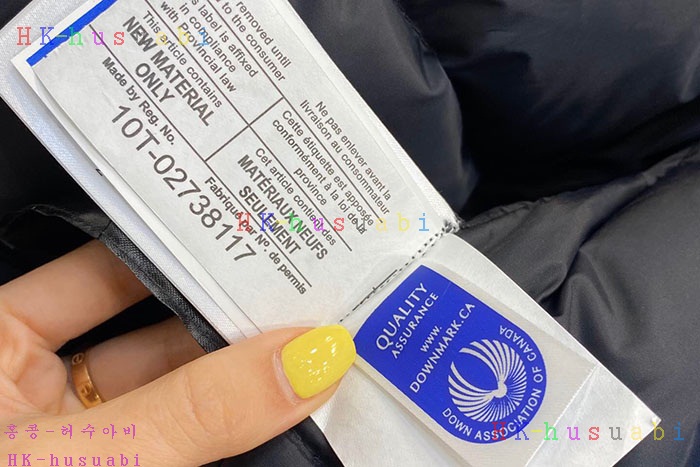 HK-husuabi
removed until
to the consumer
s label is affixed
in compliance
with Provincial law
This article contains
NEW MATERIAL
ONLY
Made by Reg. No.
10T-02738117
Ne pas enlever avant la
livraison au consommateur
Cette étiquette est apposée
conformément à la loi de la
province
Cet article contient des
MATÉRIAUX NEUFS
SEULEMENT
Fabriqué par Nº. de permis
HK-husuabi
QUALITY
ASSURANCE
www.
DOWNMARK.CA
DOWN ASSOCIATION OF CANADA
HK-husuabi
홍콩-허수아비
HK-husuabi